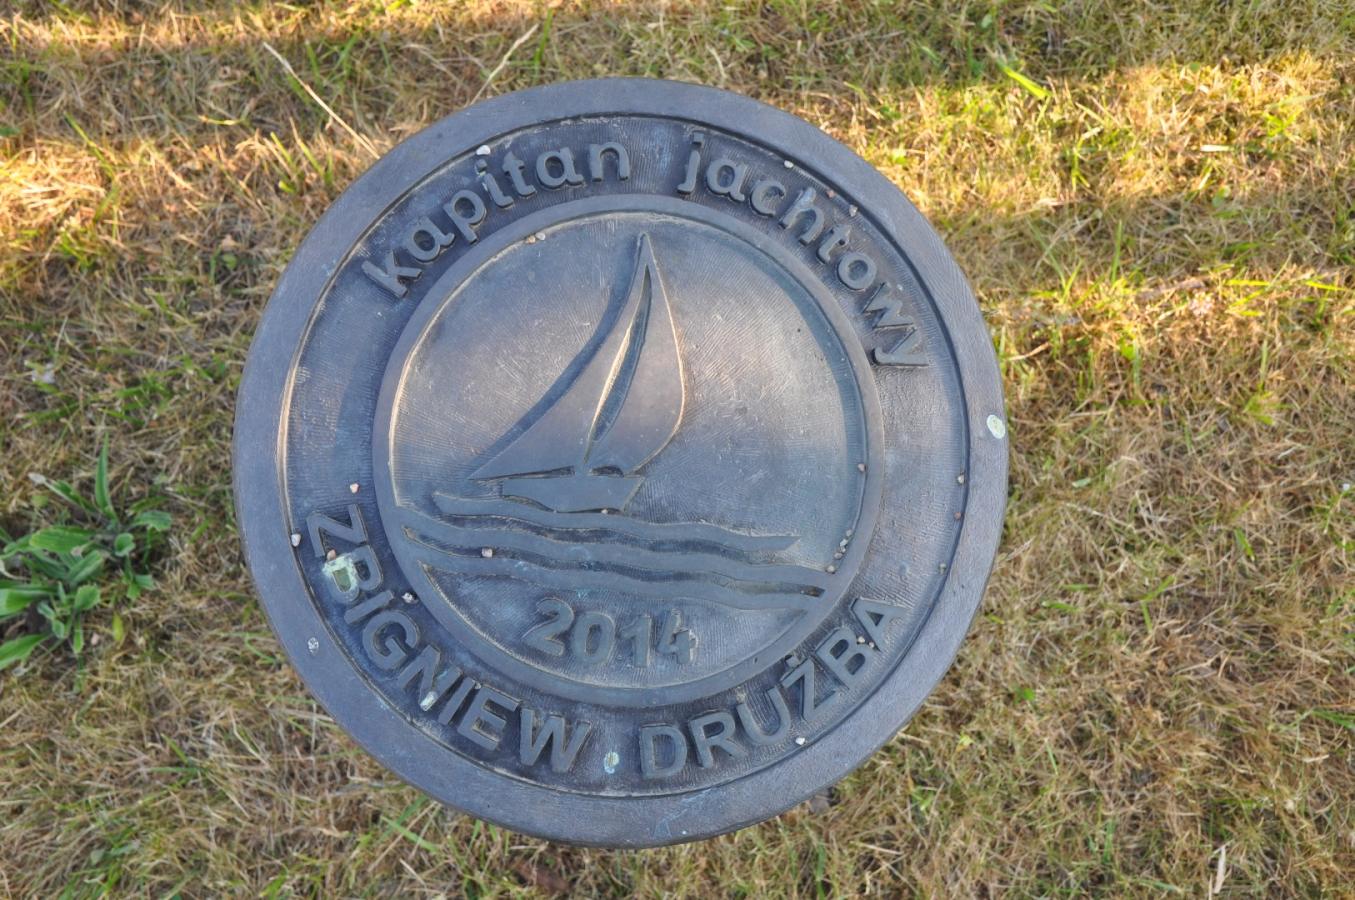 kapitan jachtowy
2014
ZBIGNIEW DRUŻBA